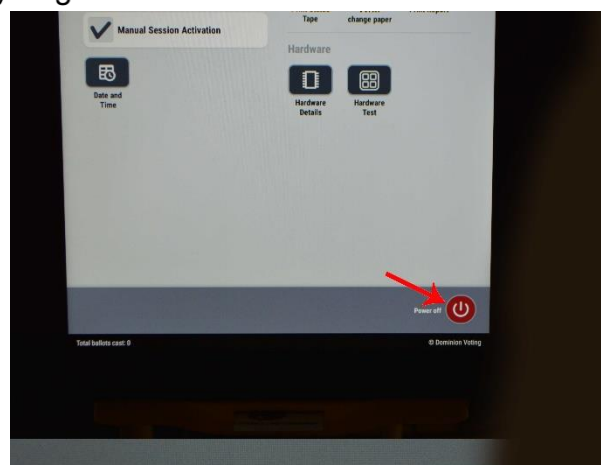 Tape
change paper
Manual Session Activation
Hardware
Date and
Time
Hardware
Details
Hardware
Test
Power off
Total ballots cast: 0
© Dominion Voting